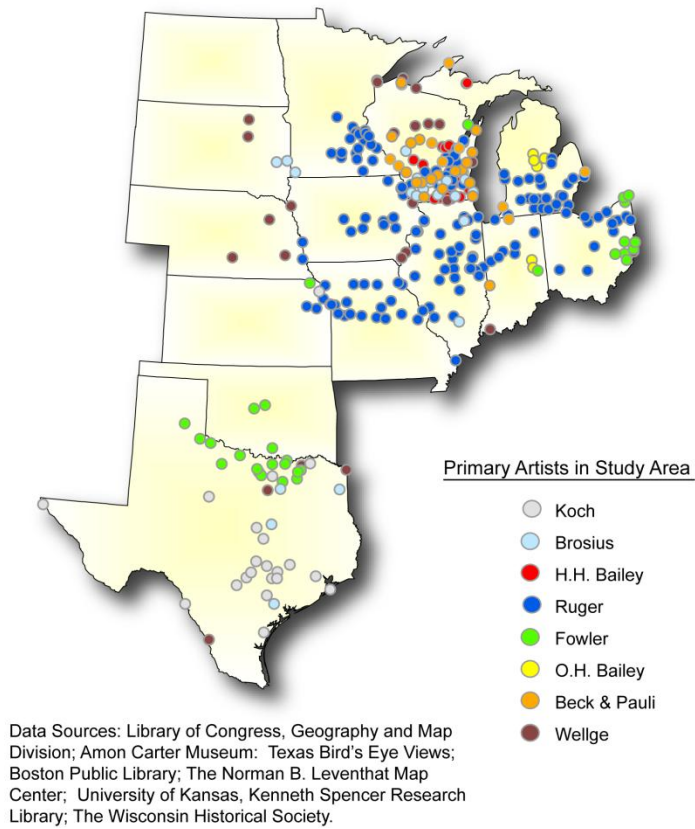 Primary Artists in Study Area
Koch
Brosius
H.H. Bailey
Ruger
Fowler
O.H. Bailey
Beck & Pauli
Wellge
Data Sources: Library of Congress, Geography and Map
Division; Amon Carter Museum: Texas Bird's Eye Views;
Boston Public Library; The Norman B. Leventhat Map
Center; University of Kansas, Kenneth Spencer Research
Library; The Wisconsin Historical Society.